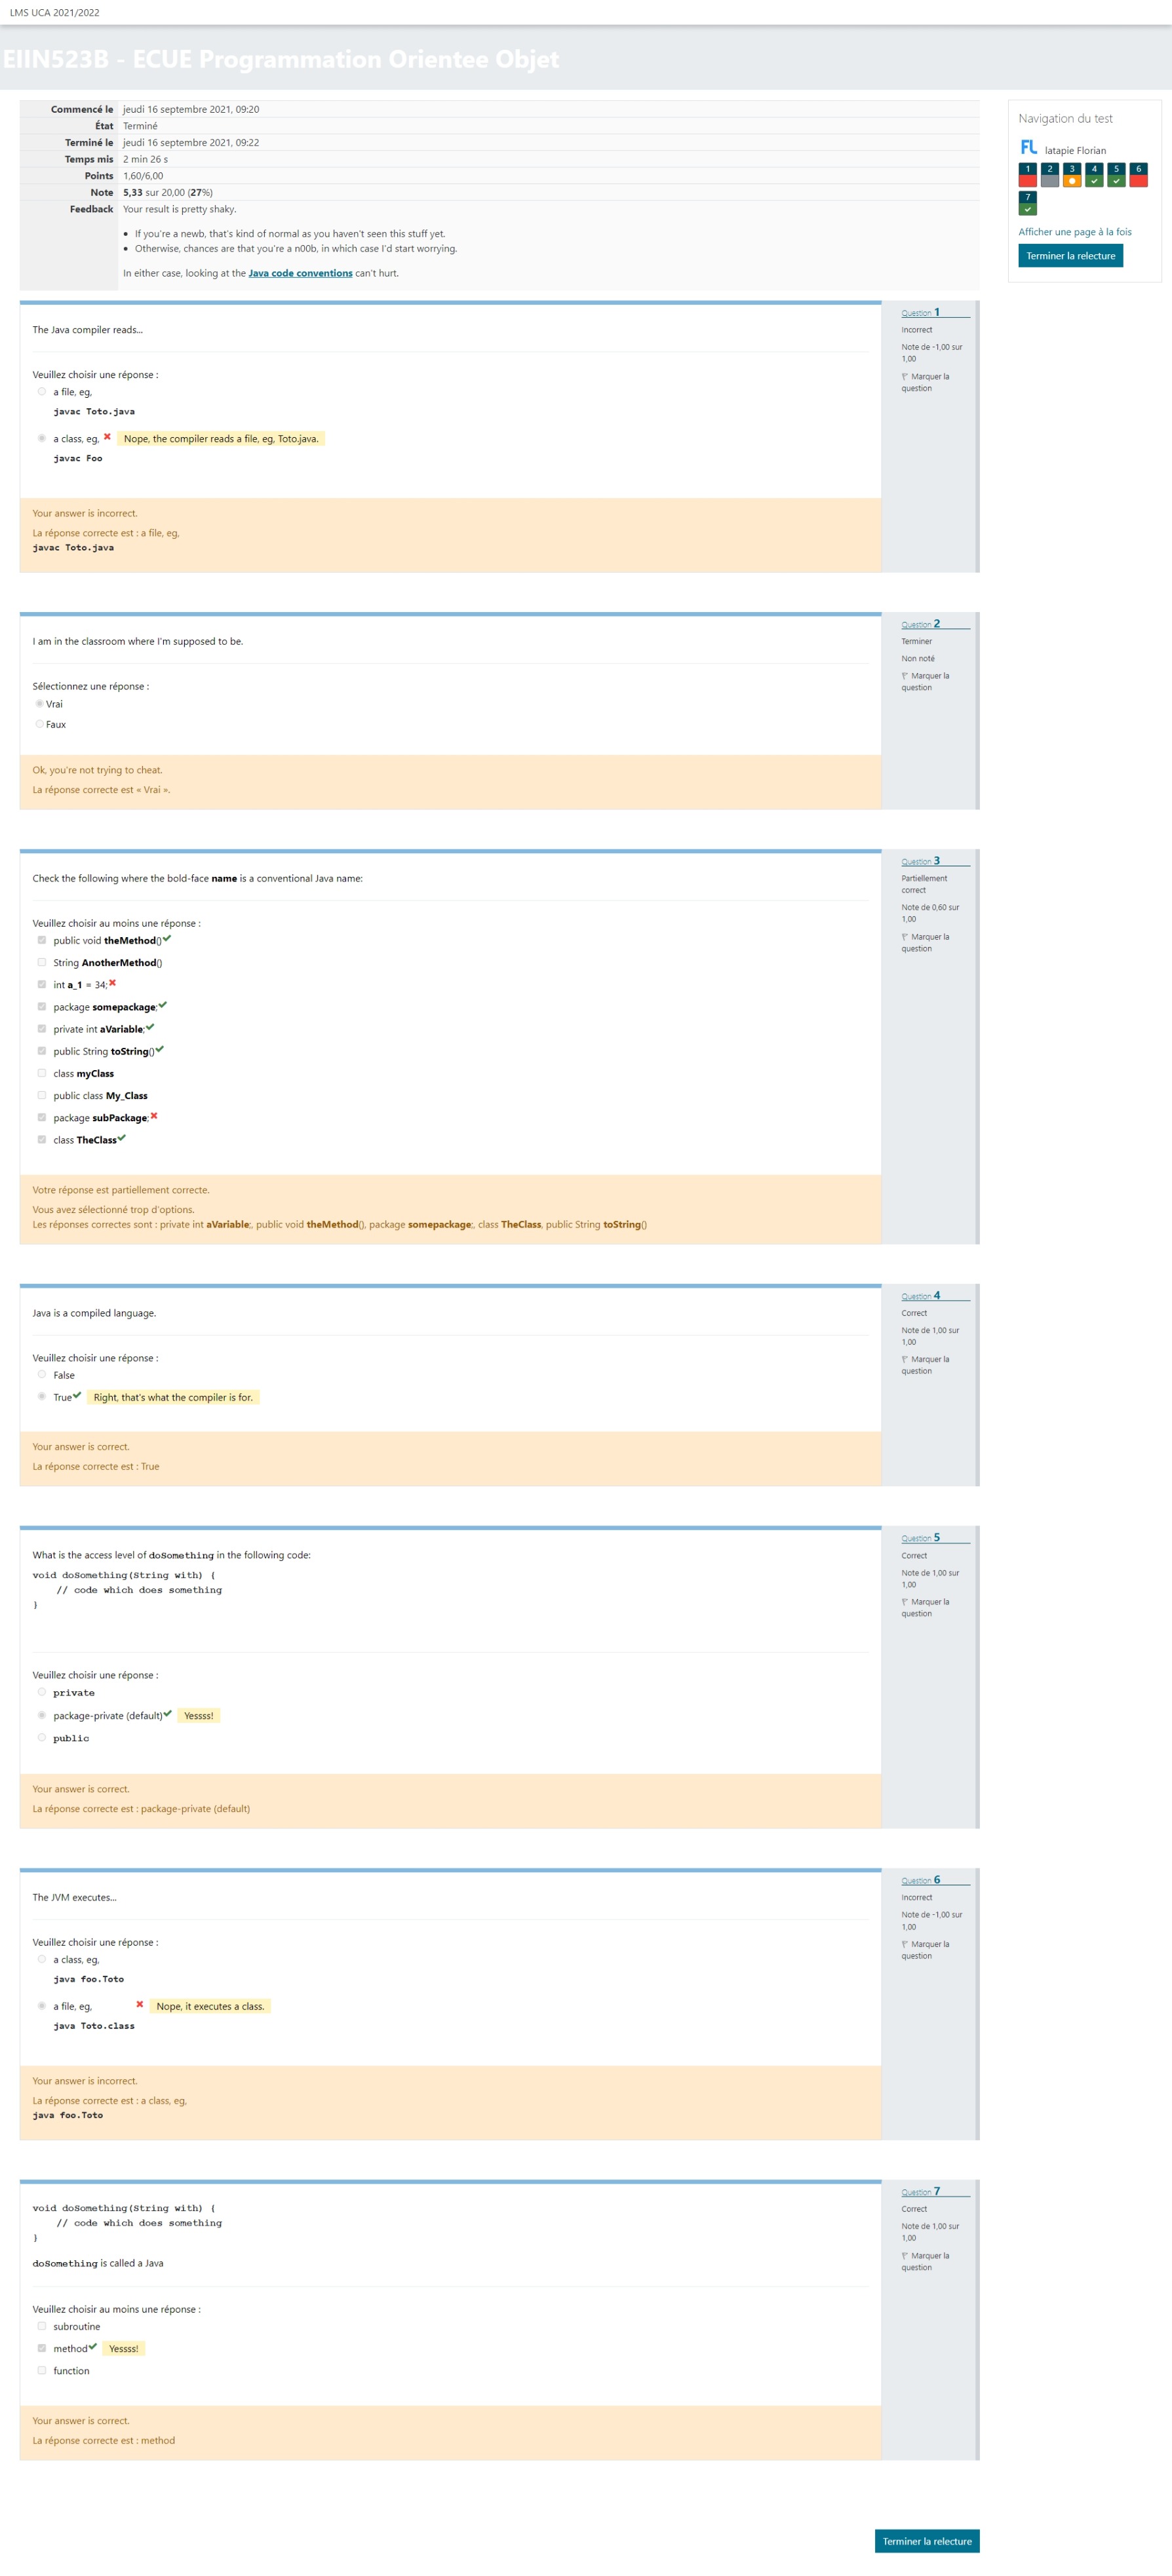 LMS UCA 2021/2022
EIIN523B - ECUE Programmation Orientee Objet
Commencé le jeudi 16 septembre 2021, 09:20
État Terminé
Terminé le jeudi 16 septembre 2021, 09:22
Temps mis 2 min 26 s
Points 1,60/6,00
Note 5,33 sur 20,00 (27%)
Feedback Your result is pretty shaky.
If you're a newb, that's kind of normal as you haven't seen this stuff yet.
Otherwise, chances are that you're a n00b, in which case I'd start worrying.
In either case, looking at the Java code conventions can't hurt.
Navigation du test
FL latapie Florian
1 2 3 4 5 6
7
Afficher une page à la fois
Terminer la relecture
Question 1
Incorrect
Note de -1,00 sur
1,00
Marquer la
question
The Java compiler reads...
Veuillez choisir une réponse :
a file, eg,
javac Toto.java
a class, eg, Nope, the compiler reads a file, eg, Toto.java.
javac Foo
Your answer is incorrect.
La réponse correcte est : a file, eg,
javac Toto.java
Question 2
Terminer
Non noté
Marquer la
question
I am in the classroom where I'm supposed to be.
Sélectionnez une réponse :
Vrai
Faux
Ok, you're not trying to cheat.
La réponse correcte est « Vrai ».
Question 3
Partiellement
correct
Note de 0,60 sur
1,00
Marquer la
question
Check the following where the bold-face name is a conventional Java name:
Veuillez choisir au moins une réponse :
public void theMethod()
String AnotherMethod()
int a_1 = 34;
package somepackage;
private int aVariable;
public String toString()
class myClass
public class My_Class
package subPackage;
class TheClass
Votre réponse est partiellement correcte.
Vous avez sélectionné trop d'options.
Les réponses correctes sont : private int aVariable;, public void theMethod(), package somepackage;, class TheClass, public String toString()
Question 4
Correct
Note de 1,00 sur
1,00
Marquer la
question
Java is a compiled language.
Veuillez choisir une réponse :
False
True Right, that's what the compiler is for.
Your answer is correct.
La réponse correcte est : True
Question 5
Correct
Note de 1,00 sur
1,00
Marquer la
question
What is the access level of doSomething in the following code:
void doSomething(String with) {
// code which does something
}
Veuillez choisir une réponse :
private
package-private (default) Yessss!
public
Your answer is correct.
La réponse correcte est : package-private (default)
Question 6
Incorrect
Note de -1,00 sur
1,00
Marquer la
question
The JVM executes...
Veuillez choisir une réponse :
a class, eg,
java foo.Toto
a file, eg, Nope, it executes a class.
java Toto.class
Your answer is incorrect.
La réponse correcte est : a class, eg,
java foo.Toto
Question 7
Correct
Note de 1,00 sur
1,00
Marquer la
question
void doSomething(String with) {
// code which does something
}
doSomething is called a Java
Veuillez choisir au moins une réponse :
subroutine
method Yessss!
function
Your answer is correct.
La réponse correcte est : method
Terminer la relecture